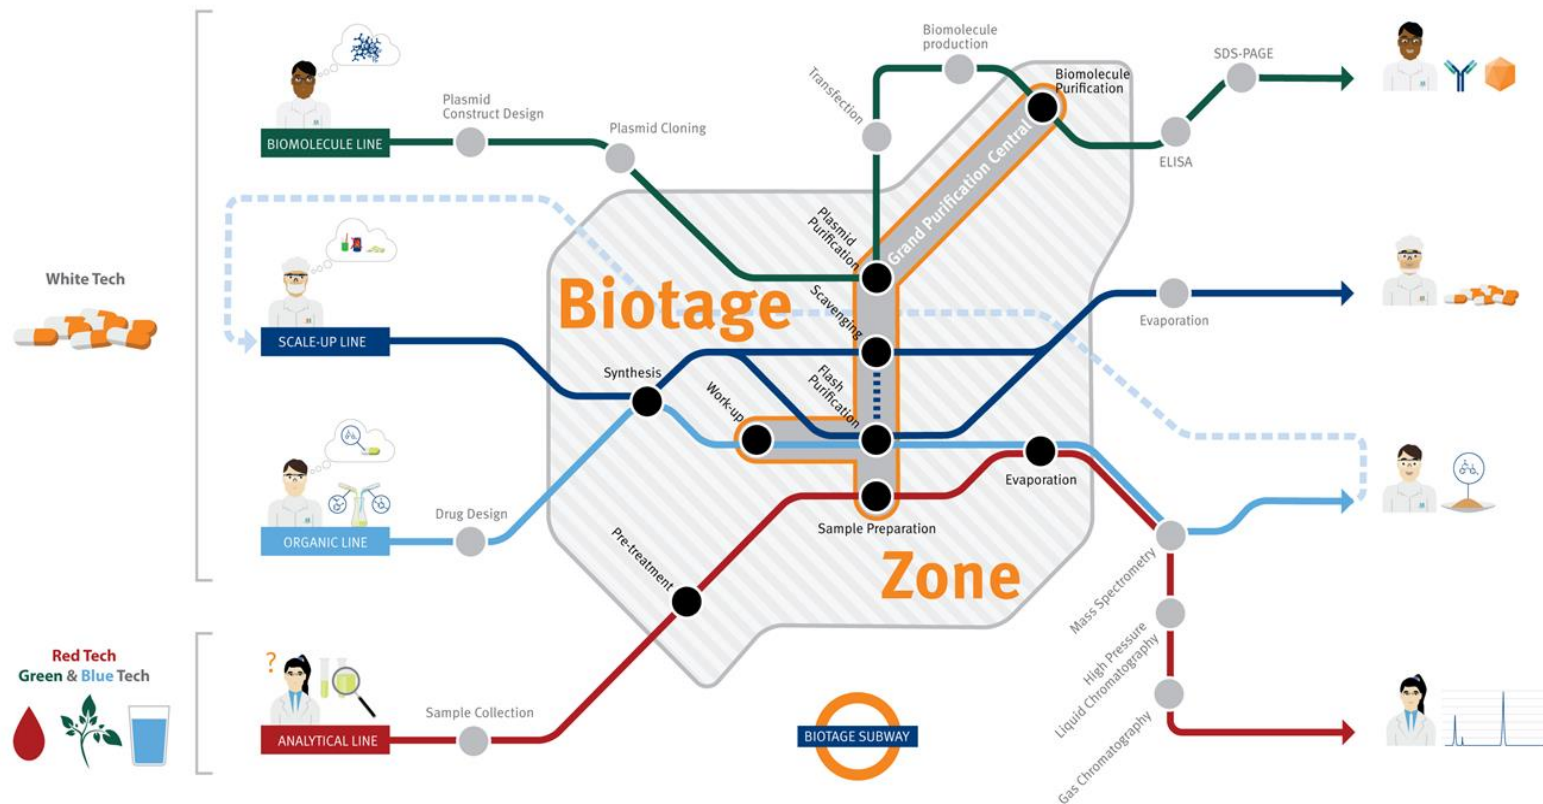 White Tech
Red Tech
Green & Blue Tech
BIOMOLECULE LINE
Plasmid
Construct Design
Plasmid Cloning
Plasmid
Purification
Transfection
Biomolecule
production
Biomolecule
Purification
ELISA
SDS-PAGE
Grand Purification Central
Biotage
Zone
SCALE-UP LINE
Synthesis
Scavenging
Flash
Purification
Evaporation
ORGANIC LINE
Drug Design
Work-up
Evaporation
Mass Spectrometry
?
ANALYTICAL LINE
Sample Collection
Pre-treatment
Sample Preparation
High Pressure
Liquid Chromatography
Gas Chromatography
BIOTAGE SUBWAY